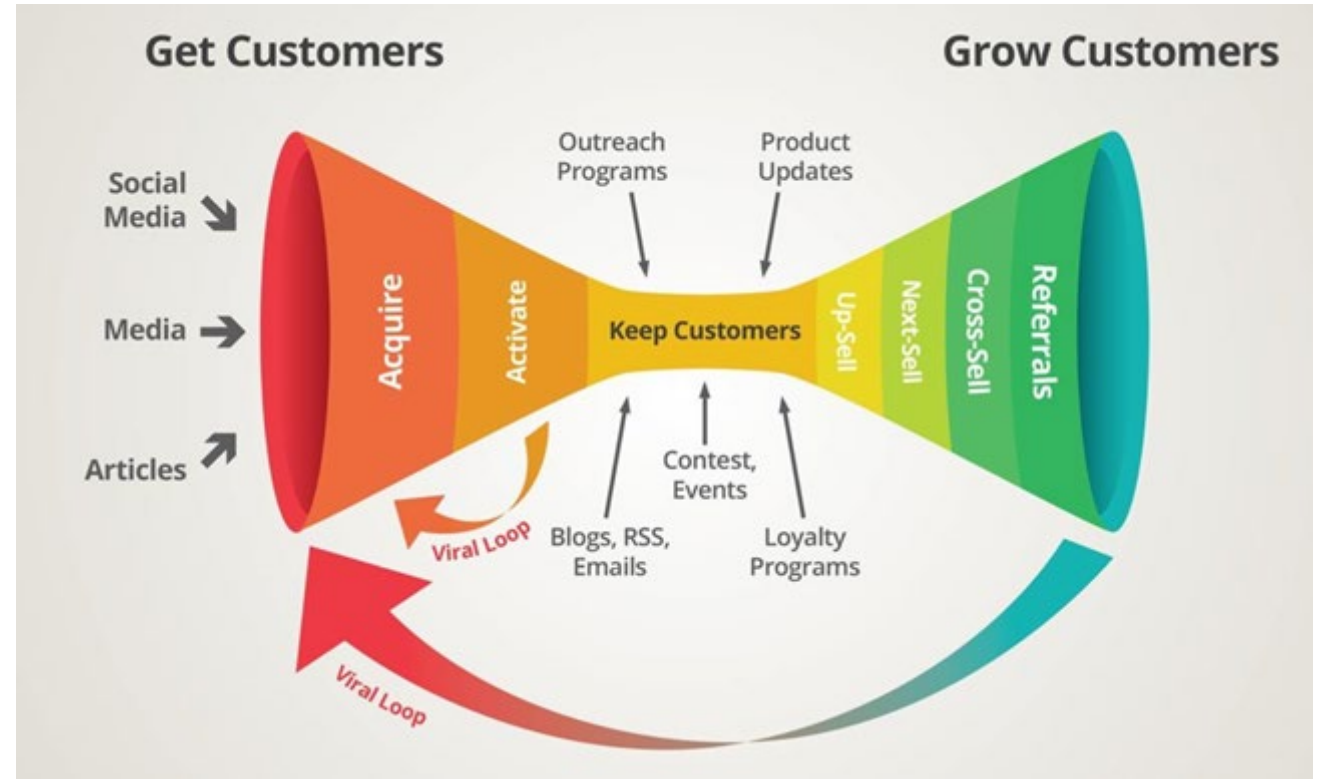 Get Customers
Grow Customers
Social
Media
Media
Articles
Outreach
Programs
Product
Updates
Acquire
Activate
Keep Customers
Up-Sell
Next-Sell
Cross-Sell
Referrals
Viral Loop
Blogs, RSS,
Emails
Contest,
Events
Loyalty
Programs
Viral Loop